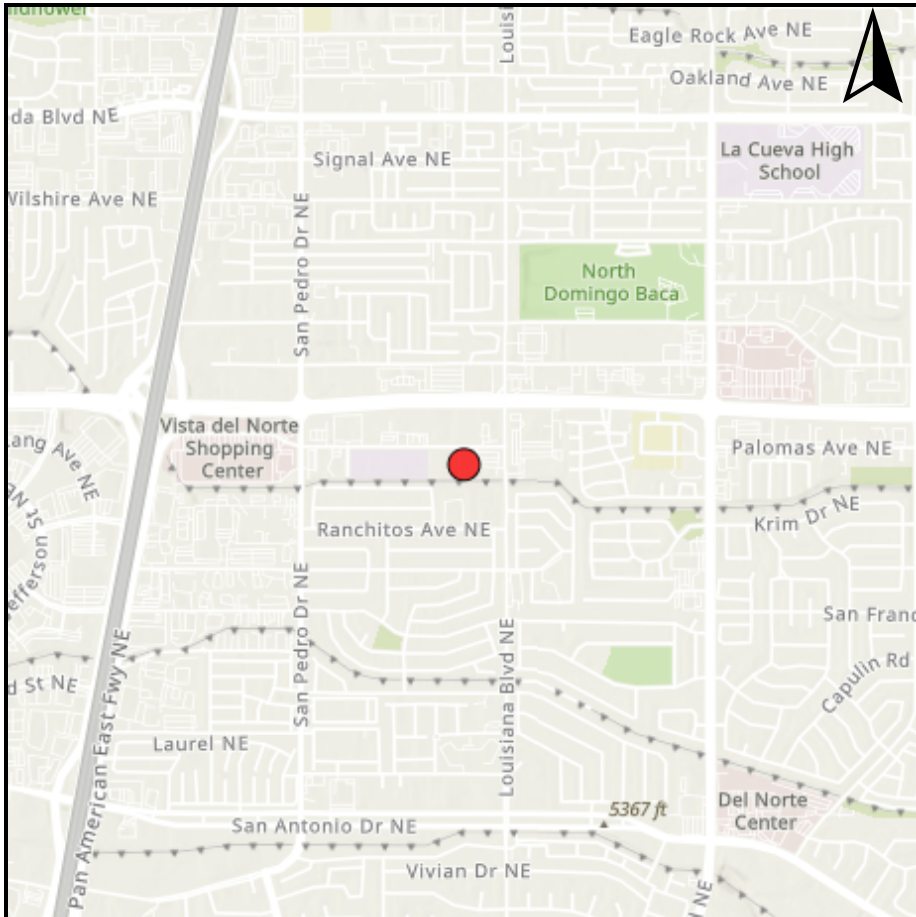 Eagle Rock Ave NE
Oakland Ave NE
da Blvd NE
Signal Ave NE
La Cueva High
School
Wilshire Ave NE
San Pedro Dr NE
North
Domingo Baca
Vista del Norte
Shopping
Center
Lang Ave NE
Palomas Ave NE
St NE
Jefferson
Krim Dr NE
Ranchitos Ave NE
San Pedro Dr NE
Louisiana Blvd NE
San Franc
Pan American East Fwy NE
d St NE
Capulin Rd
Laurel NE
5367 ft
Del Norte
Center
San Antonio Dr NE
Vivian Dr NE
NE